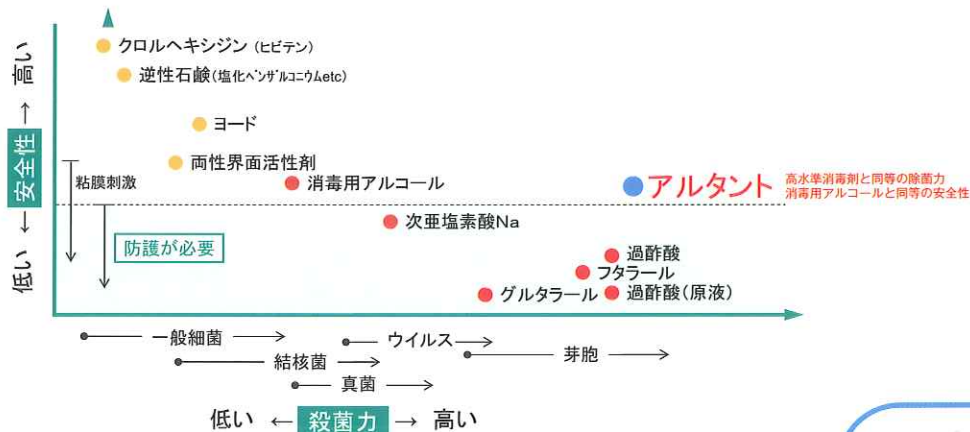 クロルヘキシジン (ヒビテン)
逆性石鹸(塩化ベンザルコニウムetc)
ヨード
両性界面活性剤
消毒用アルコール
アルタント
高水準消毒剤と同等の除菌力
消毒用アルコールと同等の安全性
次亜塩素酸Na
過酢酸
フタラール
グルタラール
過酢酸(原液)
低い ← 安全性 → 高い
粘膜刺激
防護が必要
一般細菌
ウイルス
芽胞
結核菌
真菌
低い ← 殺菌力 → 高い